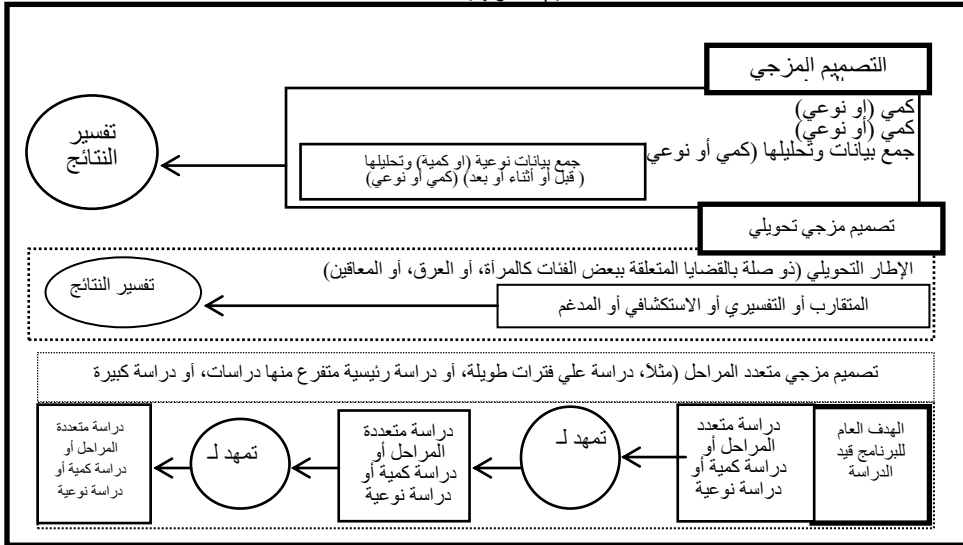 التصميم المزجي
كمي (او نوعي)
كمي (أو نوعي)
جمع بيانات وتحليلها (كمي أو نوعي
جمع بيانات نوعية (او كمية) وتحليلها
( قبل أو أثناء أو بعد) (كمي أو نوعي)
تفسير
النتائج
تصميم مزجي تحويلي
الإطار التحويلي (ذو صلة بالقضايا المتعلقة ببعض الفئات كالمرأة، أو العرق، أو المعاقين)
المتقارب أو التفسيري أو الاستكشافي أو المدغم
تفسير النتائج
تصميم مزجي متعدد المراحل (مثلاً، دراسة علي فترات طويلة، أو دراسة رئيسية متفرع منها دراسات، أو دراسة كبيرة
الهدف العام
للبرنامج قيد
الدراسة
دراسة متعدد
المراحل أو
دراسة كمية أو
دراسة نوعية
تمهد لـ
دراسة متعددة
المراحل أو
دراسة كمية أو
دراسة نوعية
تمهد لـ
دراسة متعددة
المراحل أو
دراسة كمية أو
دراسة نوعية